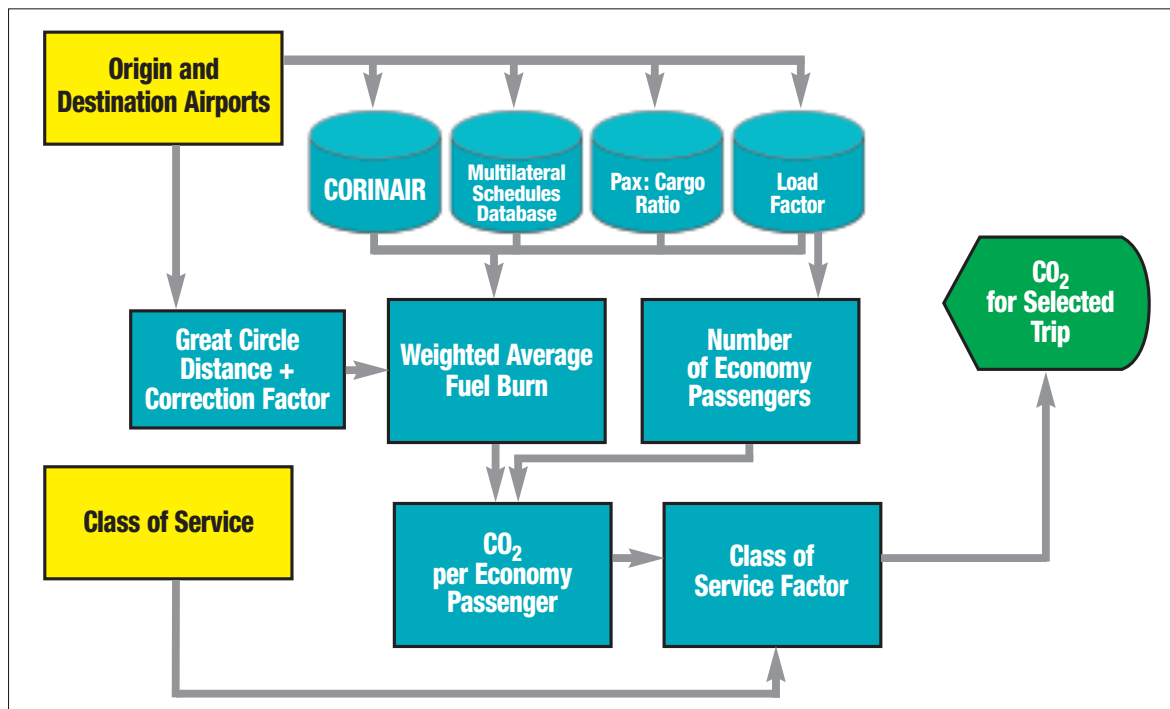 Origin and
Destination Airports
CORINAIR
Multilateral
Schedules
Database
Pax: Cargo
Ratio
Load
Factor
CO₂
for Selected
Trip
Great Circle
Distance +
Correction Factor
Weighted Average
Fuel Burn
Number
of Economy
Passengers
Class of Service
CO₂
per Economy
Passenger
Class of
Service Factor